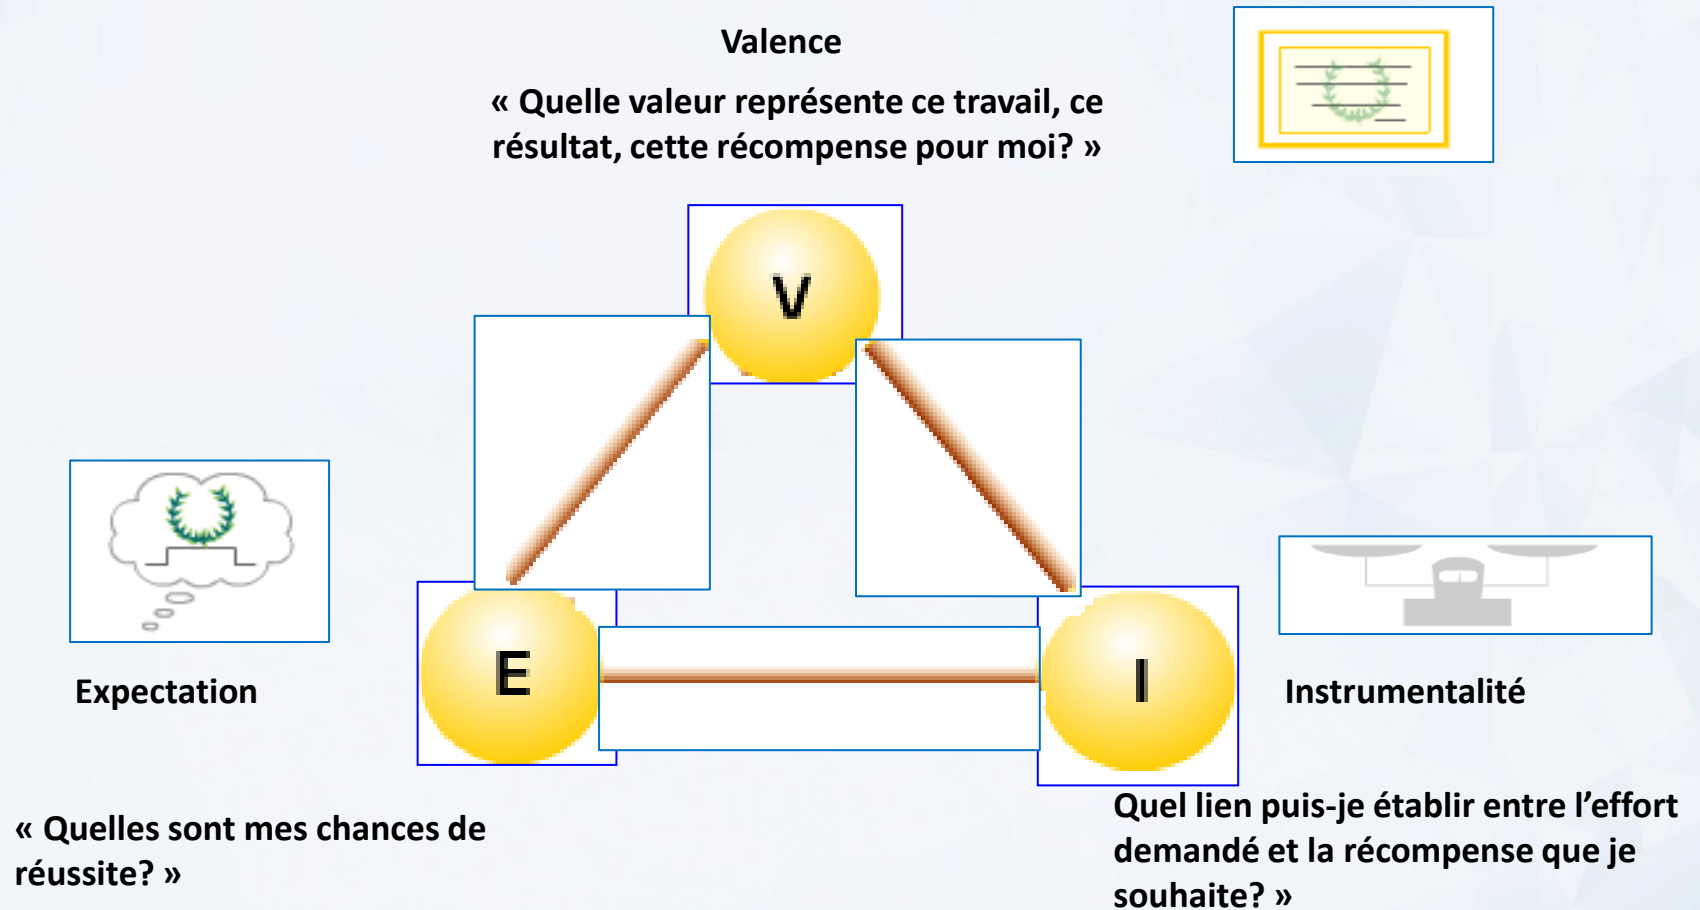 Valence
« Quelle valeur représente ce travail, ce
résultat, cette récompense pour moi? »
V
E
I
Expectation
Instrumentalité
« Quelles sont mes chances de
réussite? »
Quel lien puis-je établir entre l’effort
demandé et la récompense que je
souhaite? »